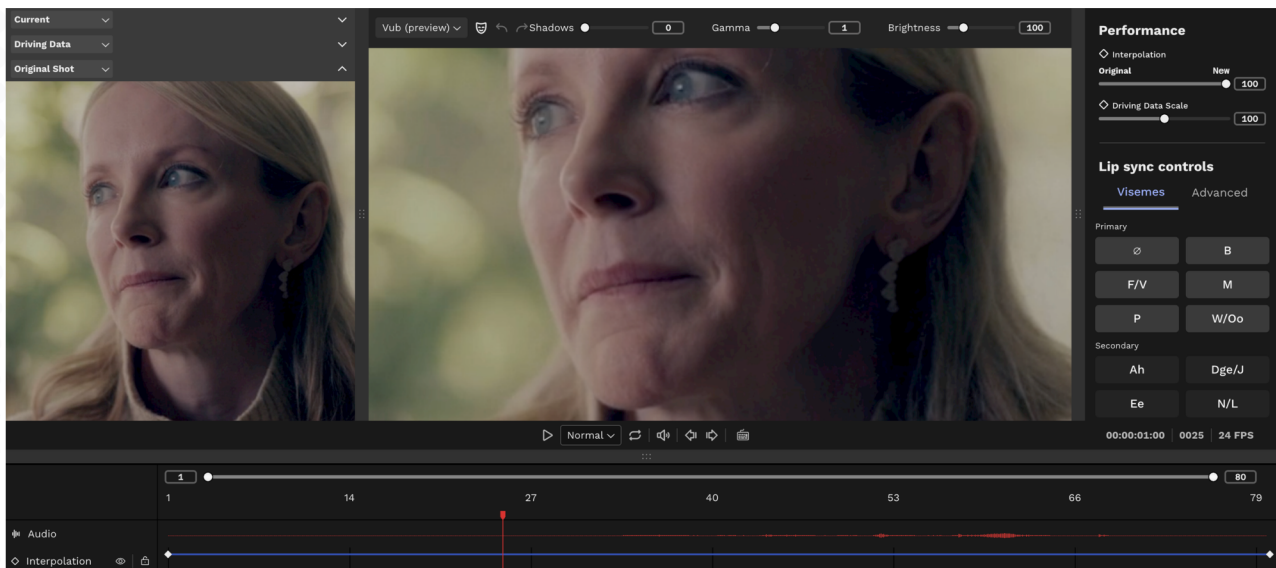 Current
Driving Data
Original Shot
Vub (preview) Shadows 0 Gamma 1 Brightness 100
Performance
Interpolation
Original New
100
Driving Data Scale
100
Lip sync controls
Visemes Advanced
Primary
∅ B
F/V M
P W/Oo
Secondary
Ah Dge/J
Ee N/L
Normal
00:00:01:00 0025 24 FPS
1 80
1 14 27 40 53 66 79
Audio
Interpolation